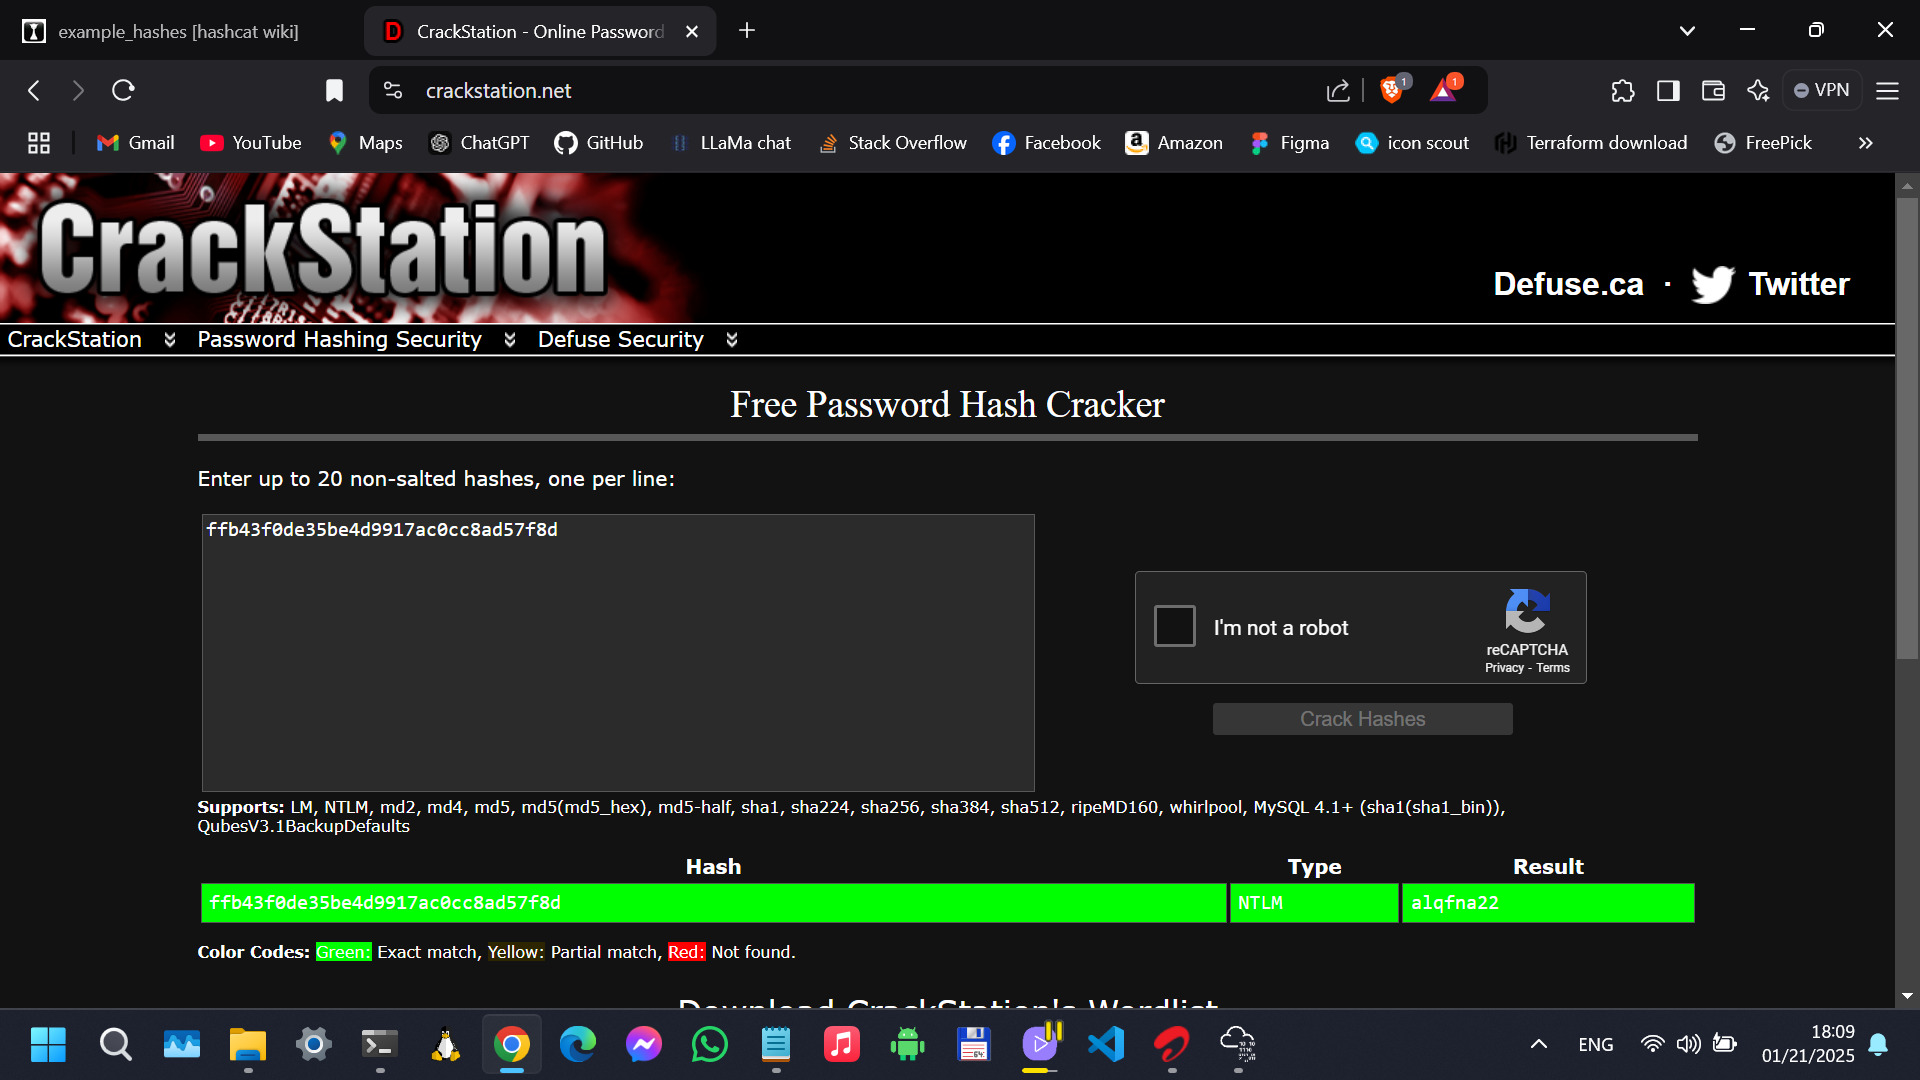 example_hashes [hashcat wiki]
CrackStation - Online Password
crackstation.net
1
1
VPN
Gmail
YouTube
Maps
ChatGPT
GitHub
LLaMa chat
Stack Overflow
Facebook
Amazon
Figma
icon scout
Terraform download
FreePick
CrackStation
Defuse.ca · Twitter
CrackStation
Password Hashing Security
Defuse Security
Free Password Hash Cracker
Enter up to 20 non-salted hashes, one per line:
ffb43f0de35be4d9917ac0cc8ad57f8d
I'm not a robot
reCAPTCHA
Privacy - Terms
Crack Hashes
Supports: LM, NTLM, md2, md4, md5, md5(md5_hex), md5-half, sha1, sha224, sha256, sha384, sha512, ripeMD160, whirlpool, MySQL 4.1+ (sha1(sha1_bin)),
QubesV3.1BackupDefaults
Hash Type Result
ffb43f0de35be4d9917ac0cc8ad57f8d NTLM alqfna22
Color Codes: Green: Exact match, Yellow: Partial match, Red: Not found.
Download CrackStation's Wordlist
ENG
18:09
01/21/2025